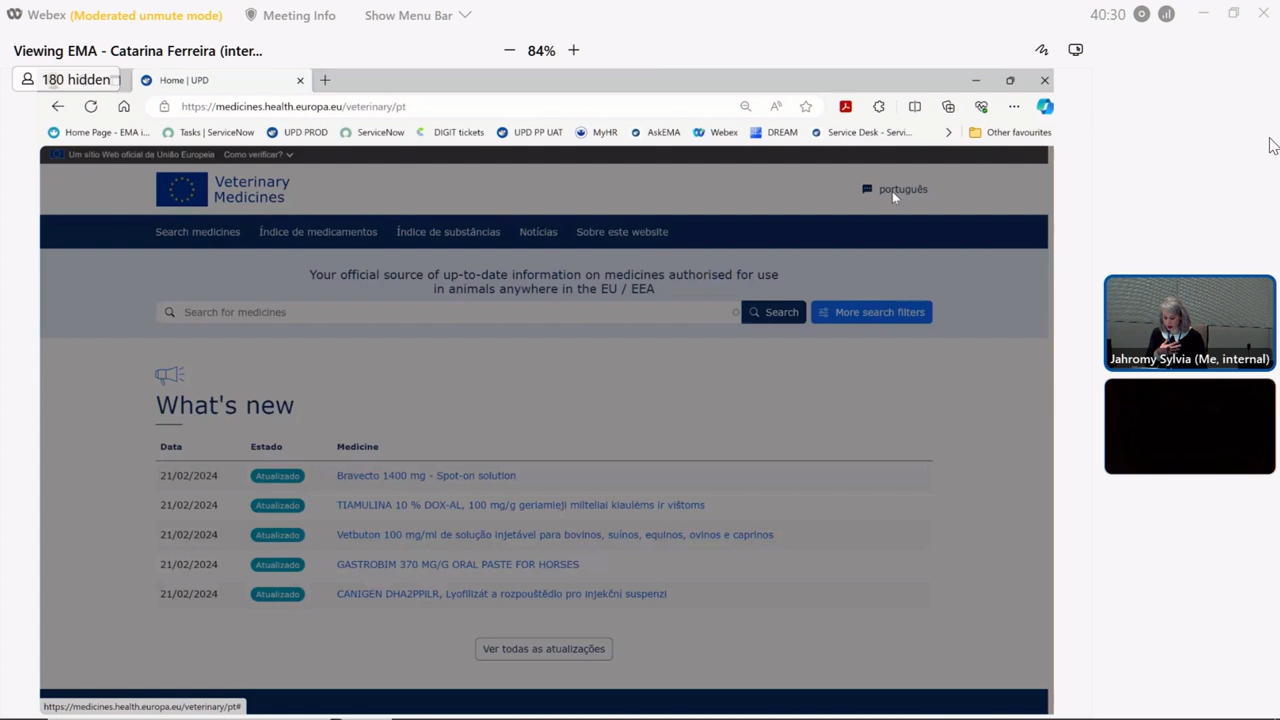 Webex (Moderated unmute mode) Meeting Info Show Menu Bar 40:30
Viewing EMA - Catarina Ferreira (inter... 84%
180 hidden Home | UPD
https://medicines.health.europa.eu/veterinary/pt
Home Page - EMA i... Tasks | ServiceNow UPD PROD ServiceNow DIGIT tickets UPD PP UAT MyHR AskEMA Webex DREAM Service Desk - Servi... Other favourites
Um sítio Web oficial da União Europeia Como verificar?
Veterinary
Medicines
português
Search medicines Índice de medicamentos Índice de substâncias Notícias Sobre este website
Your official source of up-to-date information on medicines authorised for use
in animals anywhere in the EU / EEA
Search for medicines Search More search filters
What's new
Data Estado Medicine
21/02/2024 Atualizado Bravecto 1400 mg - Spot-on solution
21/02/2024 Atualizado TIAMULINA 10 % DOX-AL, 100 mg/g geriamieji milteliai kiaulėms ir vištoms
21/02/2024 Atualizado Vetbuton 100 mg/ml de solução injetável para bovinos, suínos, equinos, ovinos e caprinos
21/02/2024 Atualizado GASTROBIM 370 MG/G ORAL PASTE FOR HORSES
21/02/2024 Atualizado CANIGEN DHA2PPiLR, Lyofilizát a rozpouštědlo pro injekční suspenzi
Ver todas as atualizações
https://medicines.health.europa.eu/veterinary/pt#
Jahromy Sylvia (Me, internal)